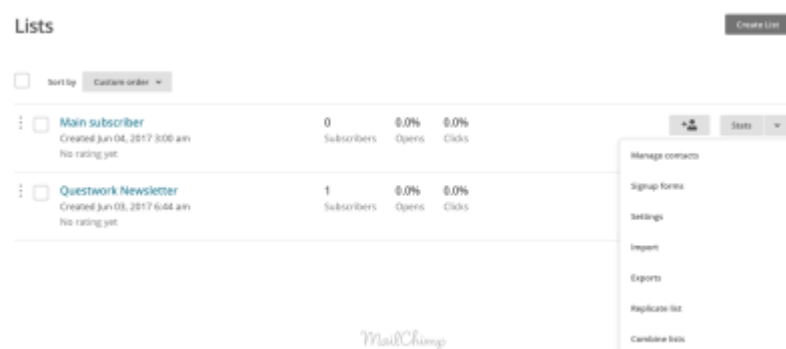 Lists
Create List
Sort by Custom order
Main subscriber
Created Jun 04, 2017 3:00 am
No rating yet
0 0.0% 0.0%
Subscribers Opens Clicks
Stats
Manage contacts
Signup forms
Settings
Import
Exports
Replicate list
Combine lists
Questwork Newsletter
Created Jun 03, 2017 6:44 am
No rating yet
1 0.0% 0.0%
Subscribers Opens Clicks
MailChimp